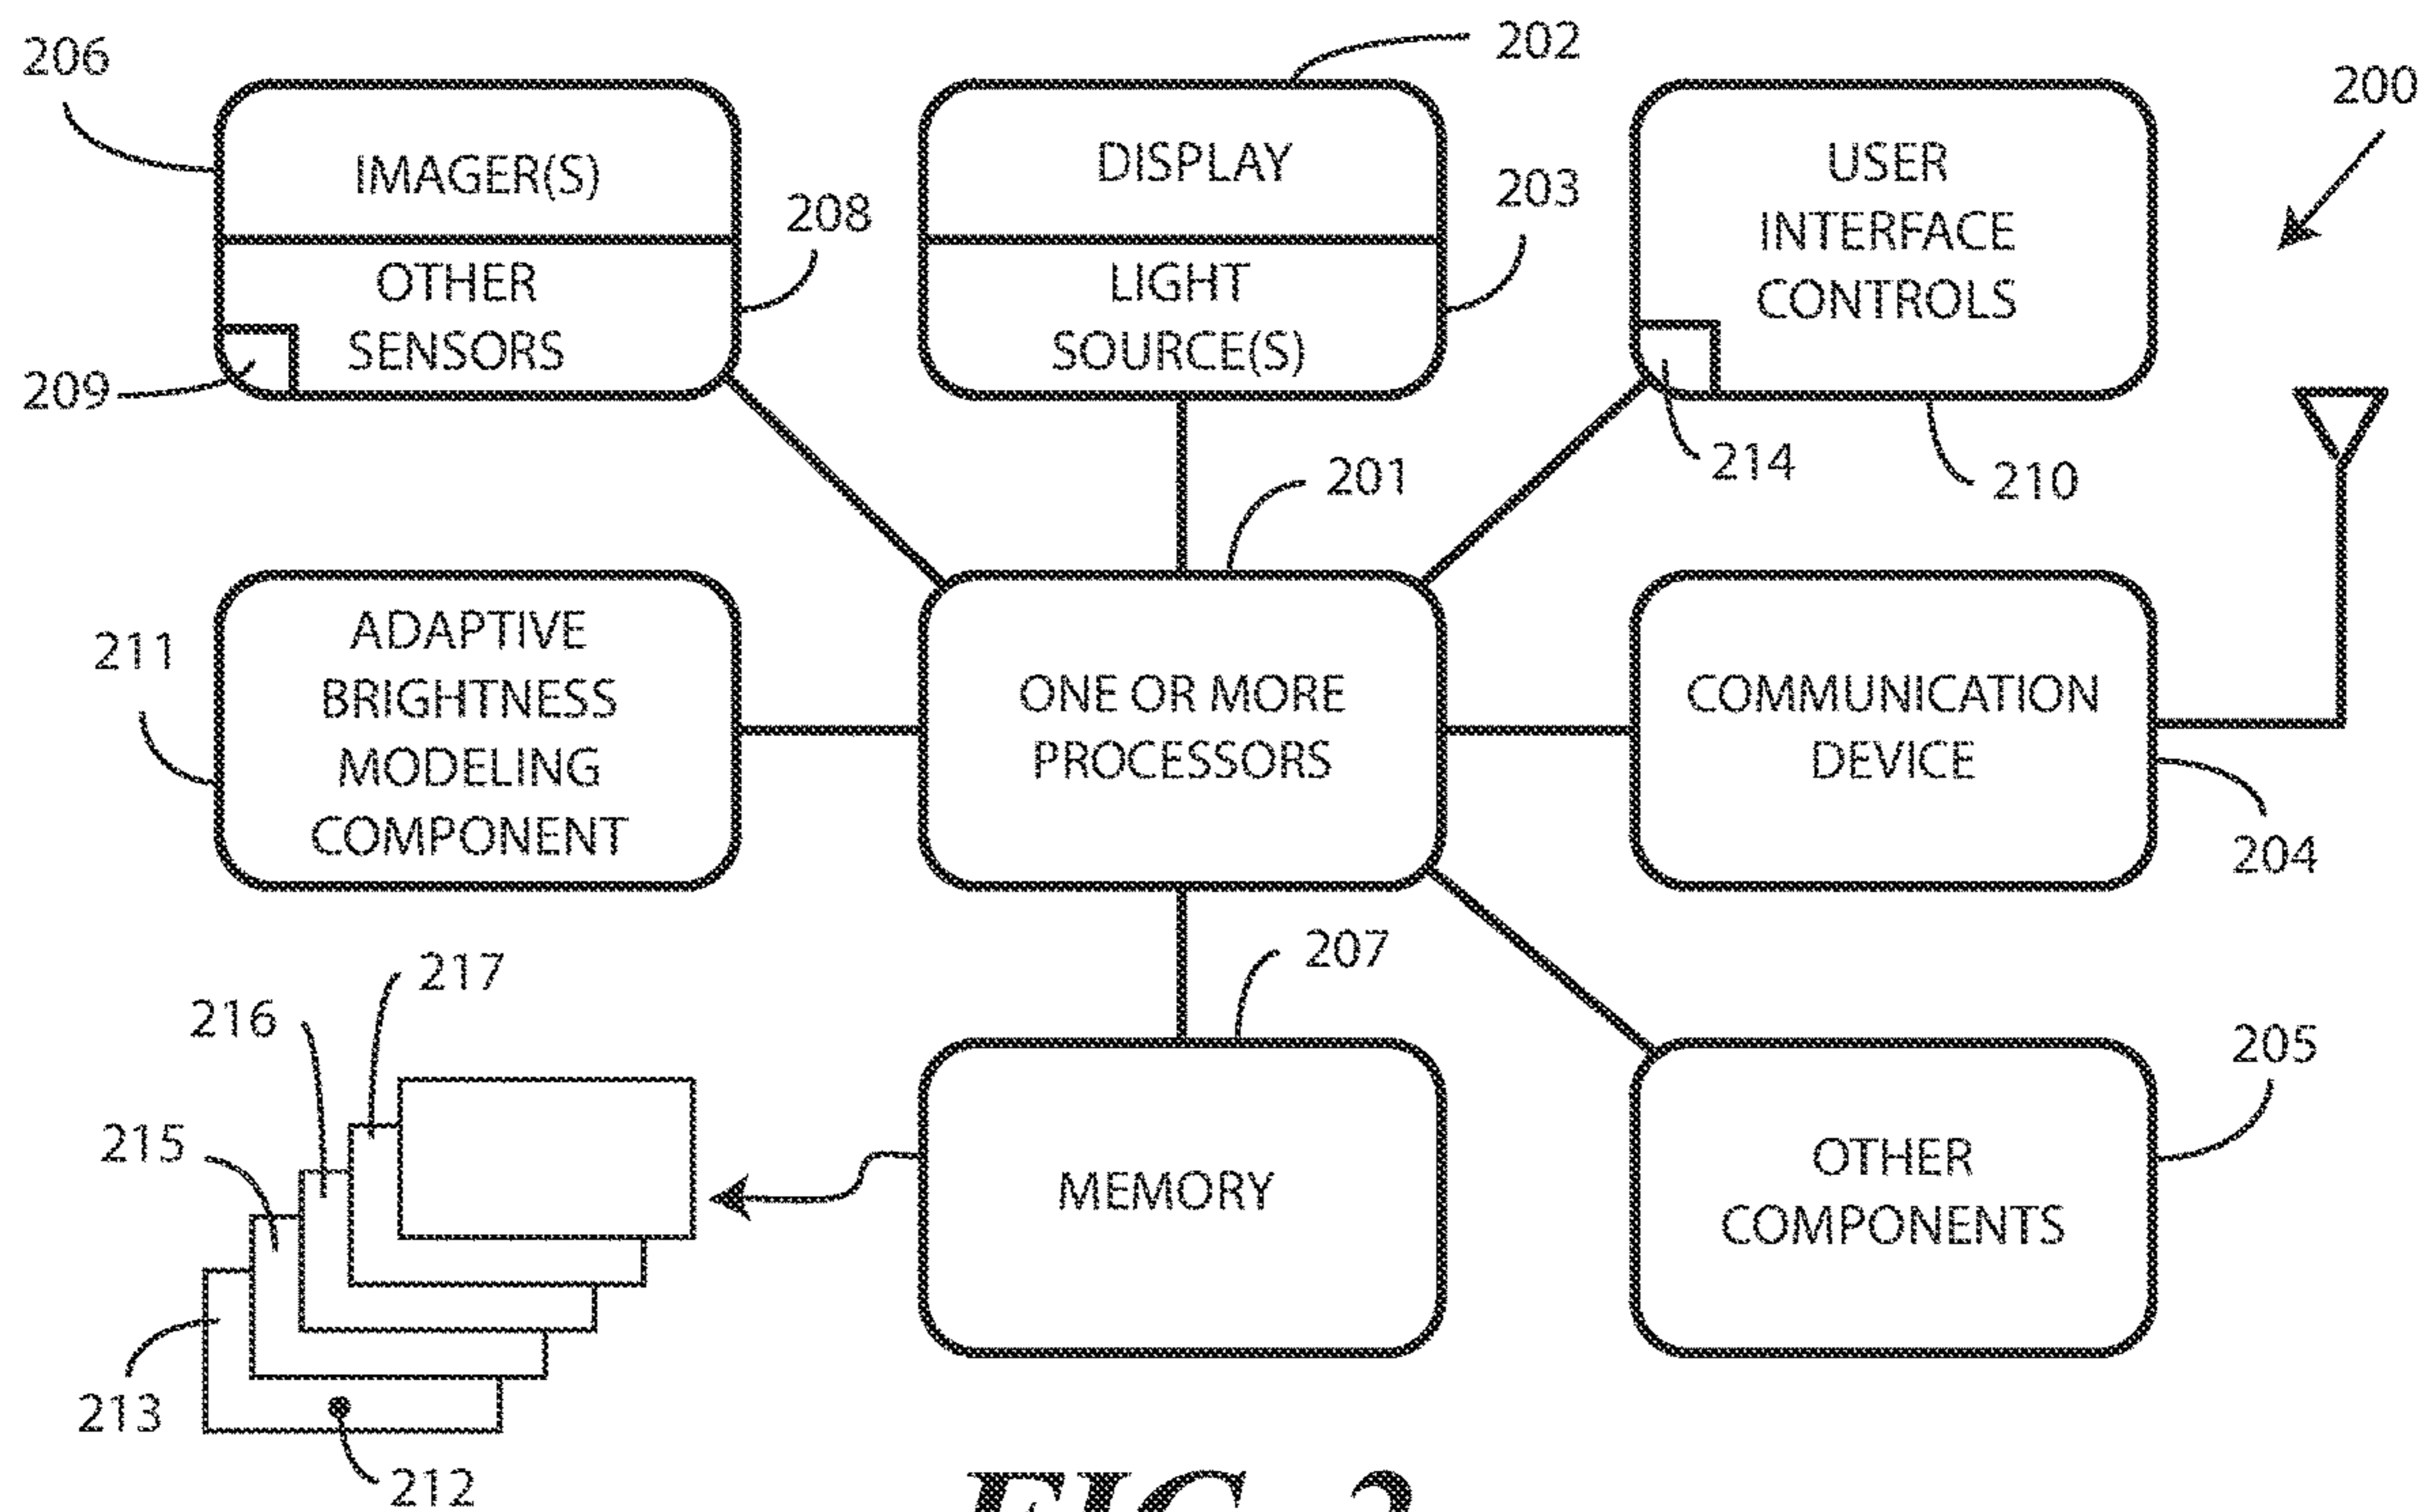 206
IMAGER(S)
OTHER
SENSORS
208
209
202
DISPLAY
LIGHT
SOURCE(S)
203
USER
INTERFACE
CONTROLS
214
210
200
211
ADAPTIVE
BRIGHTNESS
MODELING
COMPONENT
201
ONE OR MORE
PROCESSORS
COMMUNICATION
DEVICE
204
217
216
215
213
212
207
MEMORY
205
OTHER
COMPONENTS
FIG. 2